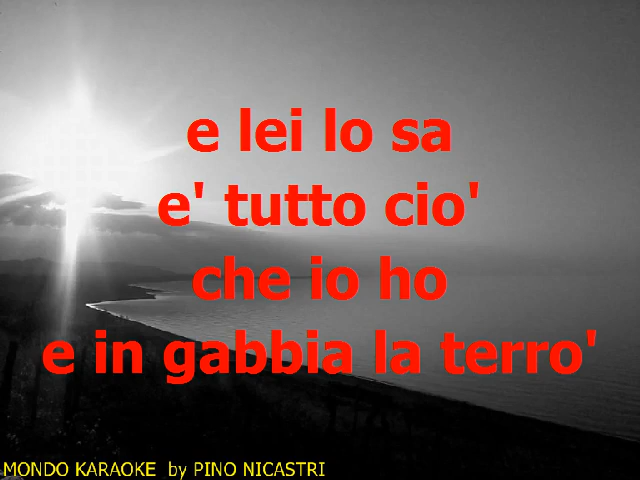 e lei lo sa
e' tutto cio'
che io ho
e in gabbia la terro'
MONDO KARAOKE by PINO NICASTRI